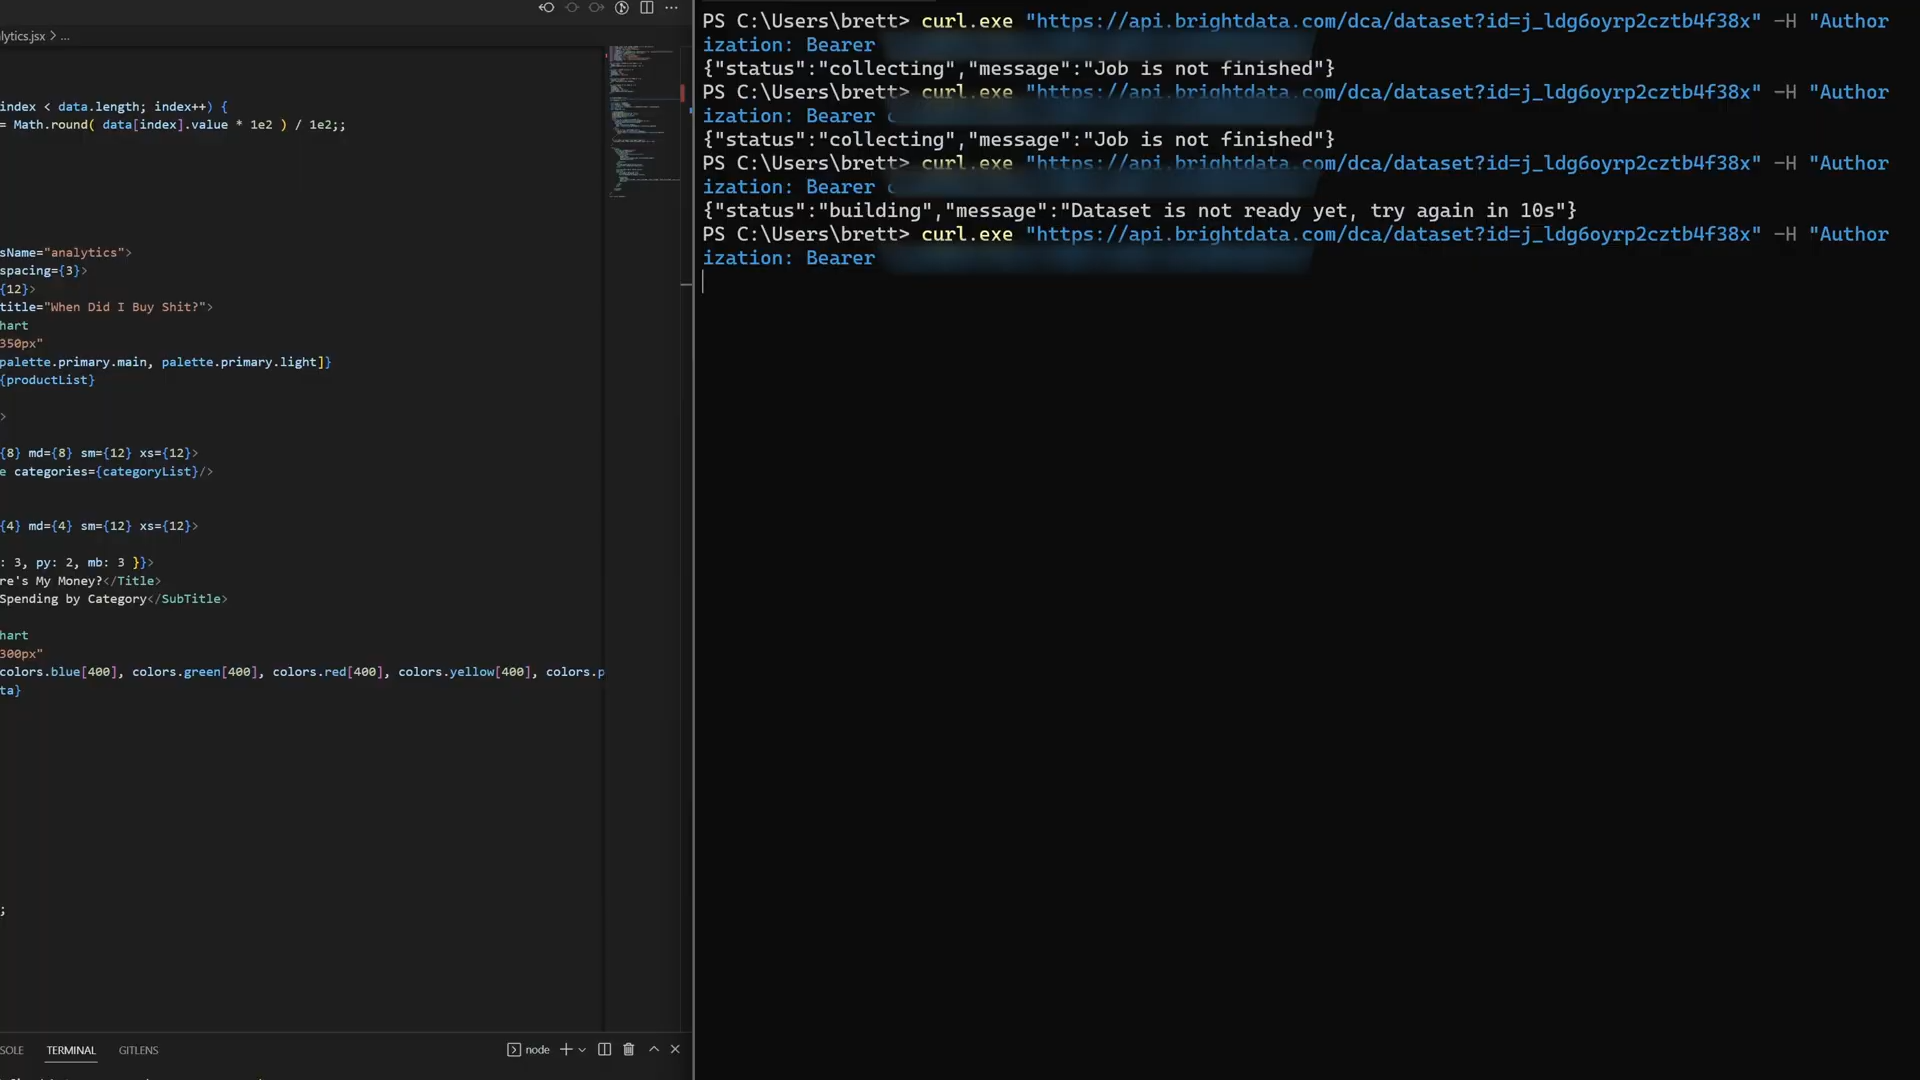 lytics.jsx > ...
index < data.length; index++) {
= Math.round( data[index].value * 1e2 ) / 1e2;;
sName="analytics">
spacing={3}>
{12}>
title="When Did I Buy Shit?">
hart
350px"
palette.primary.main, palette.primary.light]}
{productList}
>
{8} md={8} sm={12} xs={12}>
e categories={categoryList}/>
{4} md={4} sm={12} xs={12}>
: 3, py: 2, mb: 3 }}>
re's My Money?</Title>
Spending by Category</SubTitle>
hart
300px"
colors.blue[400], colors.green[400], colors.red[400], colors.yellow[400], colors.p
ta}
;
SOLE TERMINAL GITLENS node
PS C:\Users\brett> curl.exe "https://api.brightdata.com/dca/dataset?id=j_ldg6oyrp2cztb4f38x" -H "Author
ization: Bearer
{"status":"collecting","message":"Job is not finished"}
PS C:\Users\brett> curl.exe "https://api.brightdata.com/dca/dataset?id=j_ldg6oyrp2cztb4f38x" -H "Author
ization: Bearer
{"status":"collecting","message":"Job is not finished"}
PS C:\Users\brett> curl.exe "https://api.brightdata.com/dca/dataset?id=j_ldg6oyrp2cztb4f38x" -H "Author
ization: Bearer
{"status":"building","message":"Dataset is not ready yet, try again in 10s"}
PS C:\Users\brett> curl.exe "https://api.brightdata.com/dca/dataset?id=j_ldg6oyrp2cztb4f38x" -H "Author
ization: Bearer